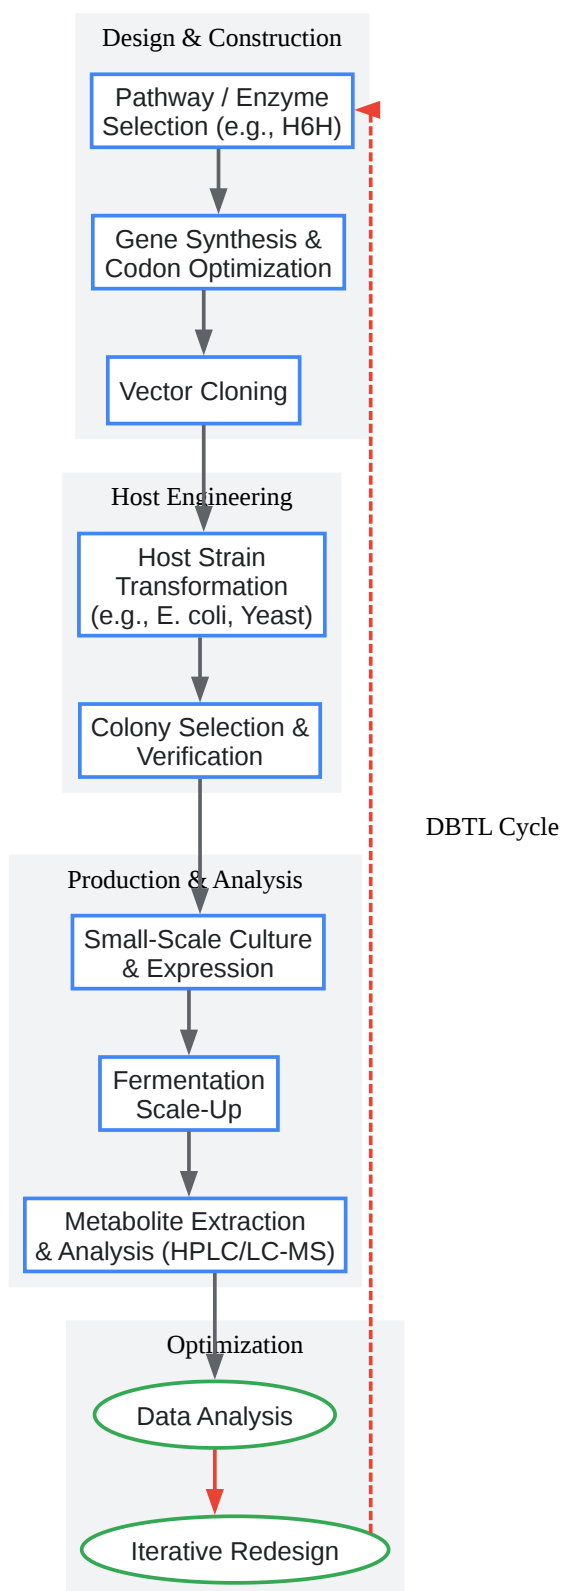 Design & Construction
Pathway / Enzyme
Selection (e.g., H6H)
Gene Synthesis &
Codon Optimization
Vector Cloning
Host Engineering
Host Strain
Transformation
(e.g., E. coli, Yeast)
Colony Selection &
Verification
DBTL Cycle
Production & Analysis
Small-Scale Culture
& Expression
Fermentation
Scale-Up
Metabolite Extraction
& Analysis (HPLC/LC-MS)
Optimization
Data Analysis
Iterative Redesign